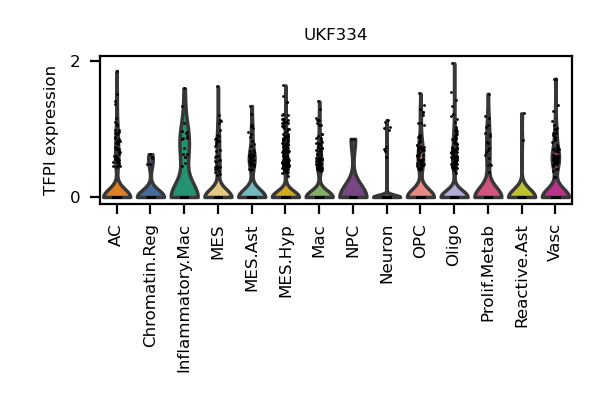 UKF334
TFPI expression
2
0
AC
Chromatin.Reg
Inflammatory.Mac
MES
MES.Ast
MES.Hyp
Mac
NPC
Neuron
OPC
Oligo
Prolif.Metab
Reactive.Ast
Vasc